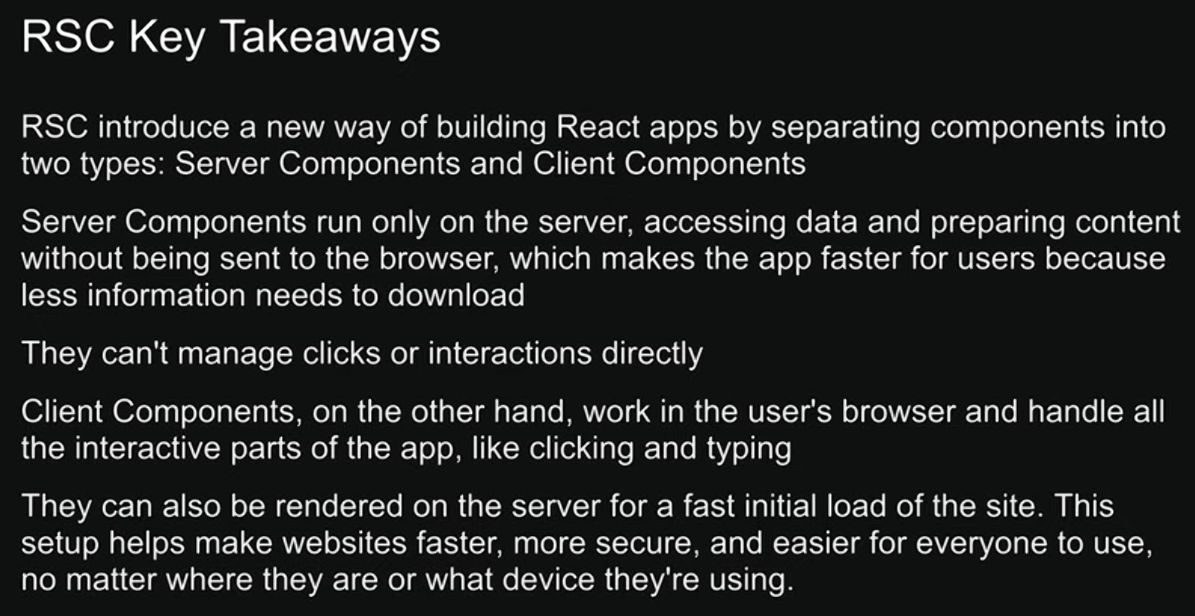 RSC Key Takeaways
RSC introduce a new way of building React apps by separating components into
two types: Server Components and Client Components
Server Components run only on the server, accessing data and preparing content
without being sent to the browser, which makes the app faster for users because
less information needs to download
They can't manage clicks or interactions directly
Client Components, on the other hand, work in the user's browser and handle all
the interactive parts of the app, like clicking and typing
They can also be rendered on the server for a fast initial load of the site. This
setup helps make websites faster, more secure, and easier for everyone to use,
no matter where they are or what device they're using.